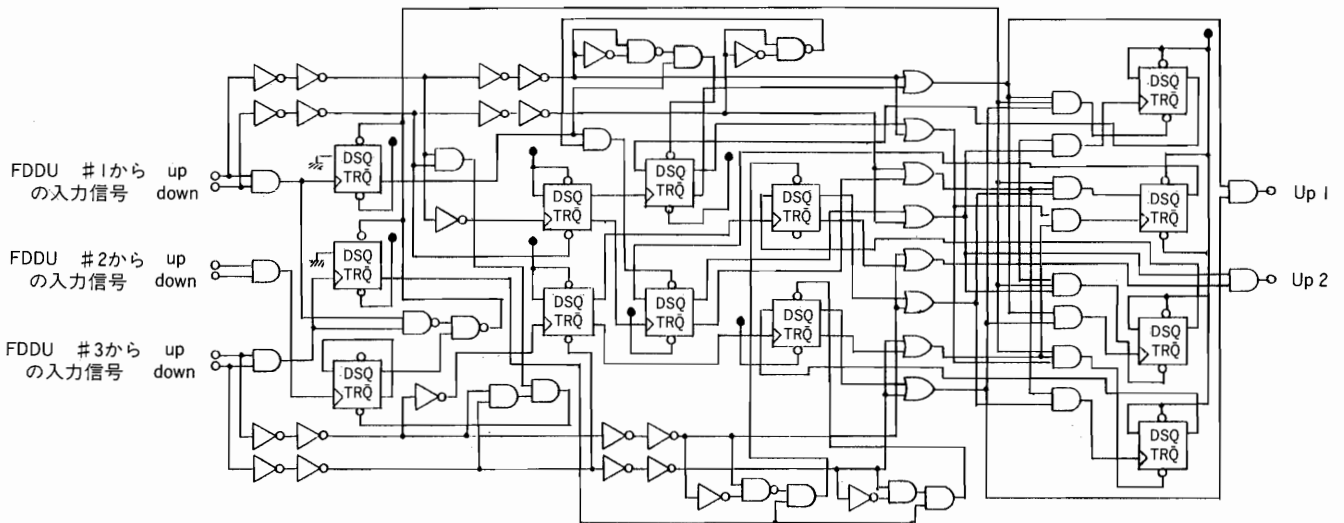 FDDU #1から up
の入力信号 down
FDDU #2から up
の入力信号 down
FDDU #3から up
の入力信号 down
DSQ
TRQ̄
DSQ
TRQ̄
DSQ
TRQ̄
DSQ
TRQ̄
DSQ
TRQ̄
DSQ
TRQ̄
DSQ
TRQ̄
DSQ
TRQ̄
DSQ
TRQ̄
DSQ
TRQ̄
DSQ
TRQ̄
DSQ
TRQ̄
DSQ
TRQ̄
Up 1
Up 2